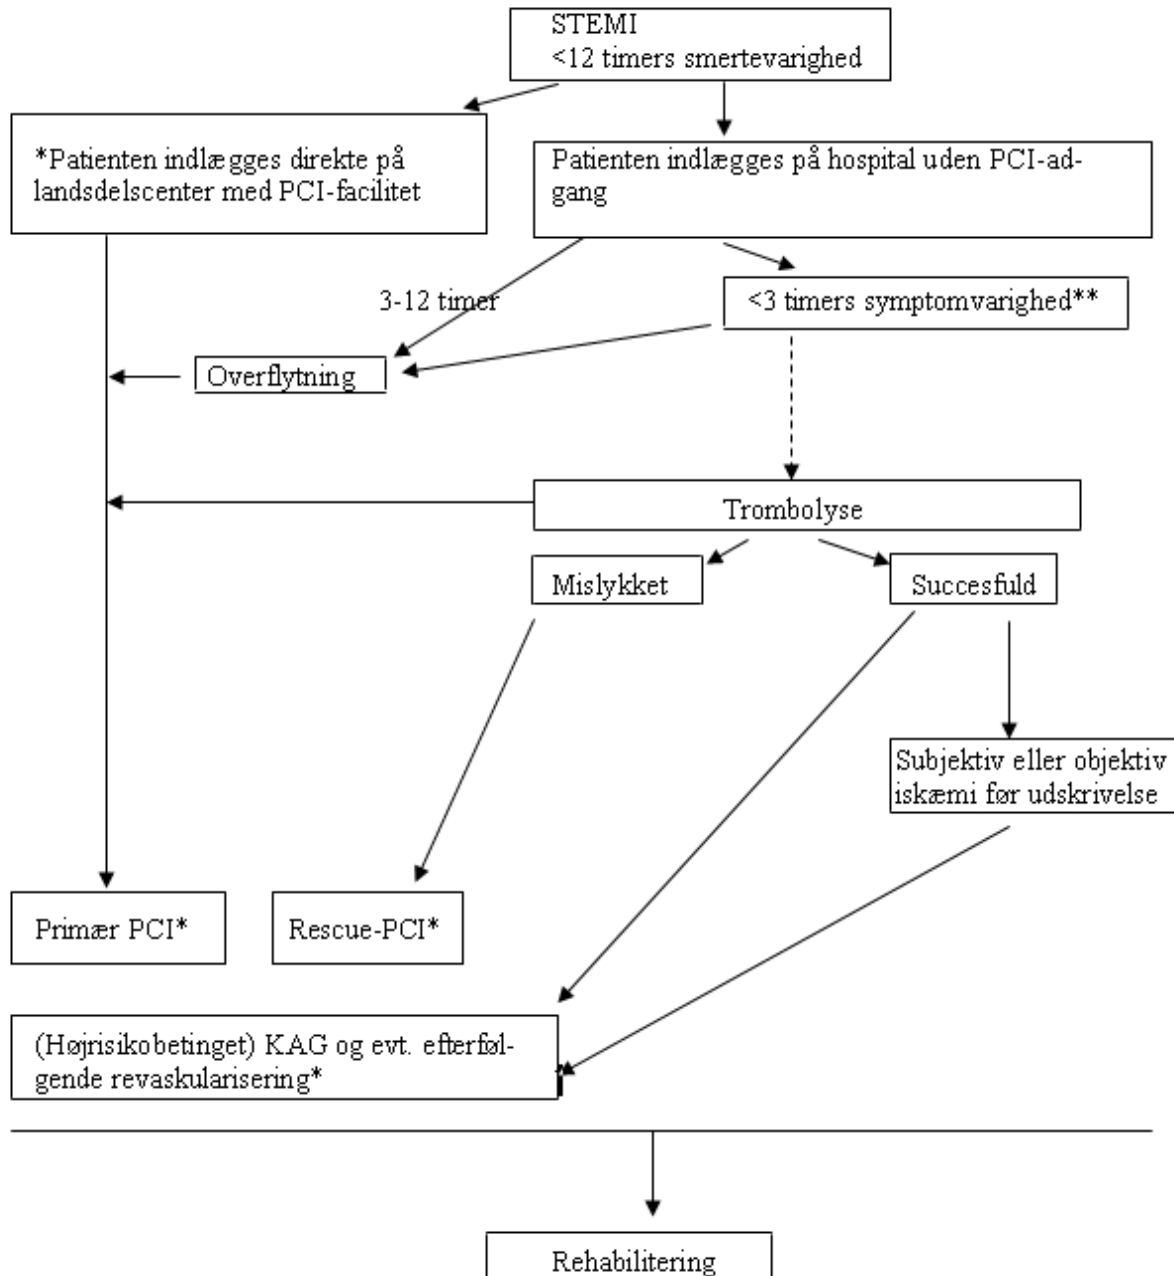 STEMI
<12 timers smertevarighed
*Patienten indlægges direkte på
landsdelscenter med PCI-facilitet
Patienten indlægges på hospital uden PCI-ad-
gang
3-12 timer
<3 timers symptomvarighed**
Overflytning
Trombolyse
Mislykket
Succesfuld
Subjektiv eller objektiv
iskæmi før udskrivelse
Primær PCI*
Rescue-PCI*
(Højrisikobetinget) KAG og evt. efterføl-
gende revaskularisering*
Rehabilitering